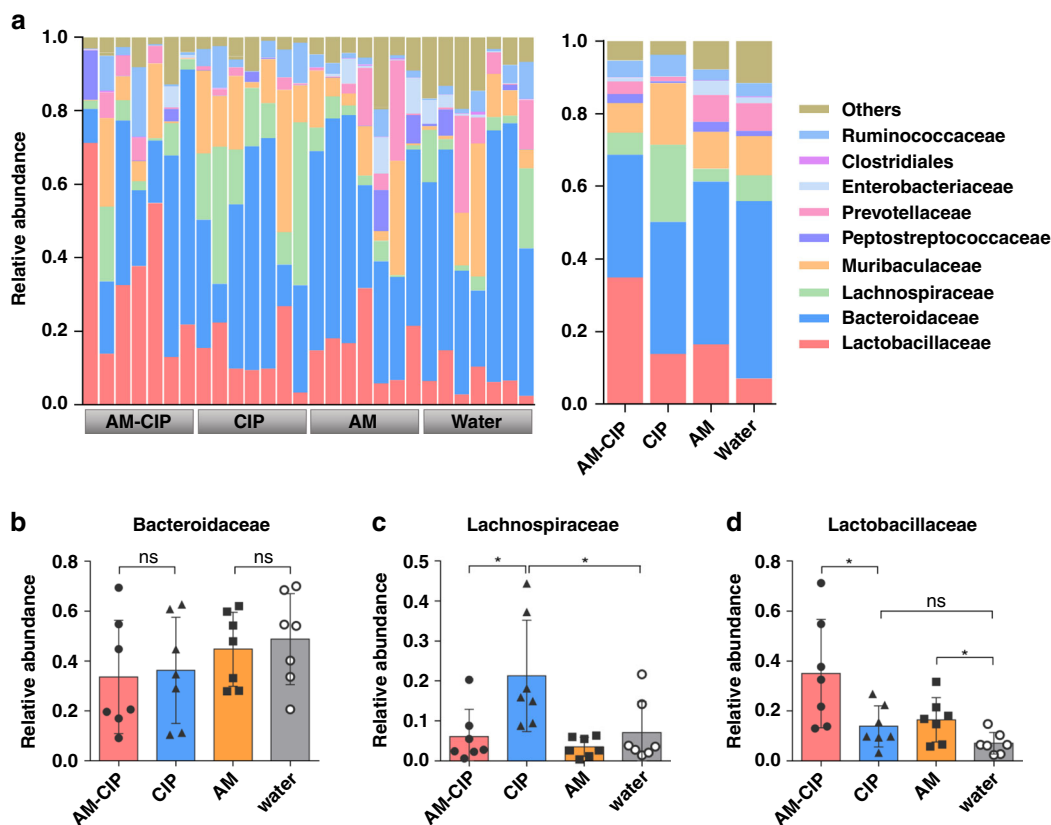 a
Relative abundance
1.0
0.8
0.6
0.4
0.2
0.0
AM-CIP
CIP
AM
Water
1.0
0.8
0.6
0.4
0.2
0.0
AM-CIP
CIP
AM
Water
Others
Ruminococcaceae
Clostridiales
Enterobacteriaceae
Prevotellaceae
Peptostreptococcaceae
Muribaculaceae
Lachnospiraceae
Bacteroidaceae
Lactobacillaceae
b
Bacteroidaceae
Relative abundance
0.8
0.6
0.4
0.2
0.0
ns
ns
AM-CIP
CIP
AM
water
c
Lachnospiraceae
Relative abundance
0.5
0.4
0.3
0.2
0.1
0.0
*
*
AM-CIP
CIP
AM
water
d
Lactobacillaceae
Relative abundance
0.8
0.6
0.4
0.2
0.0
*
ns
*
AM-CIP
CIP
AM
water